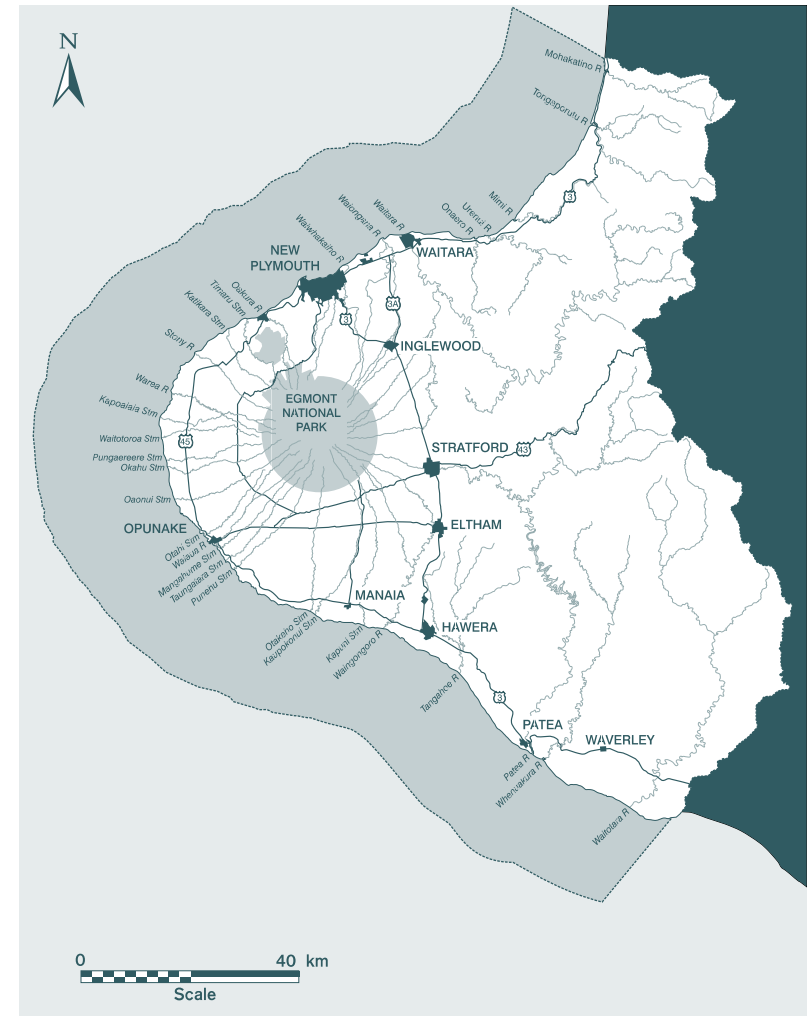 N
Mohakatino R
Tongaporutu R
3
Mimi R
Urenui R
Onaero R
Waitara R
Waiongana R
Waiwhakaiho R
WAITARA
NEW
PLYMOUTH
Oakura R
Timaru Stm
Katikara Stm
3A
3
Stony R
INGLEWOOD
Warea R
EGMONT
NATIONAL
PARK
Kapoaiaia Stm
45
Waitotoroa Stm
STRATFORD
43
Pungaereere Stm
Okahu Stm
Oaonui Stm
OPUNAKE
ELTHAM
Otahi Stm
Waiaua R
Mangahume Stm
Taungatara Stm
Punehu Stm
MANAIA
Otakeho Stm
Kaupokonui Stm
Kapuni Stm
Waingongoro R
HAWERA
Tangahoe R
3
PATEA
WAVERLEY
Patea R
Whenuakura R
Waitotara R
0 40 km
Scale